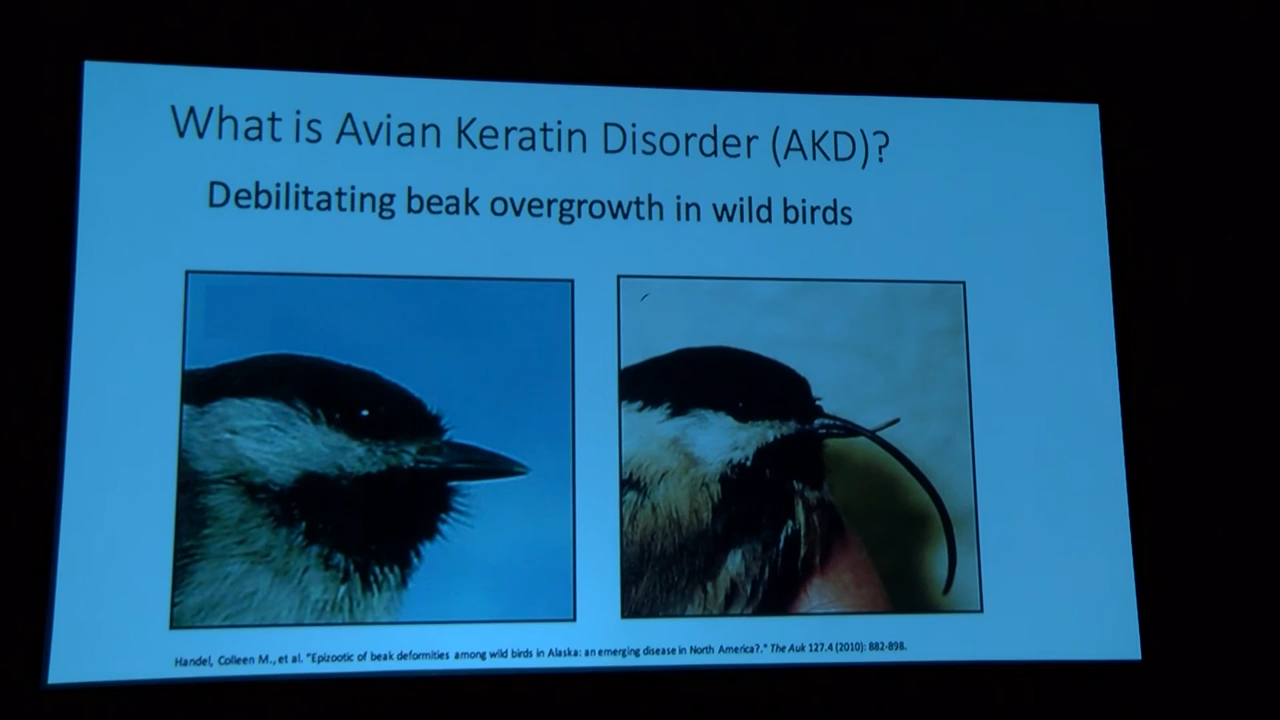 What is Avian Keratin Disorder (AKD)?
Debilitating beak overgrowth in wild birds
Handel, Colleen M., et al. "Epizootic of beak deformities among wild birds in Alaska: an emerging disease in North America?." The Auk 127.4 (2010): 882-898.